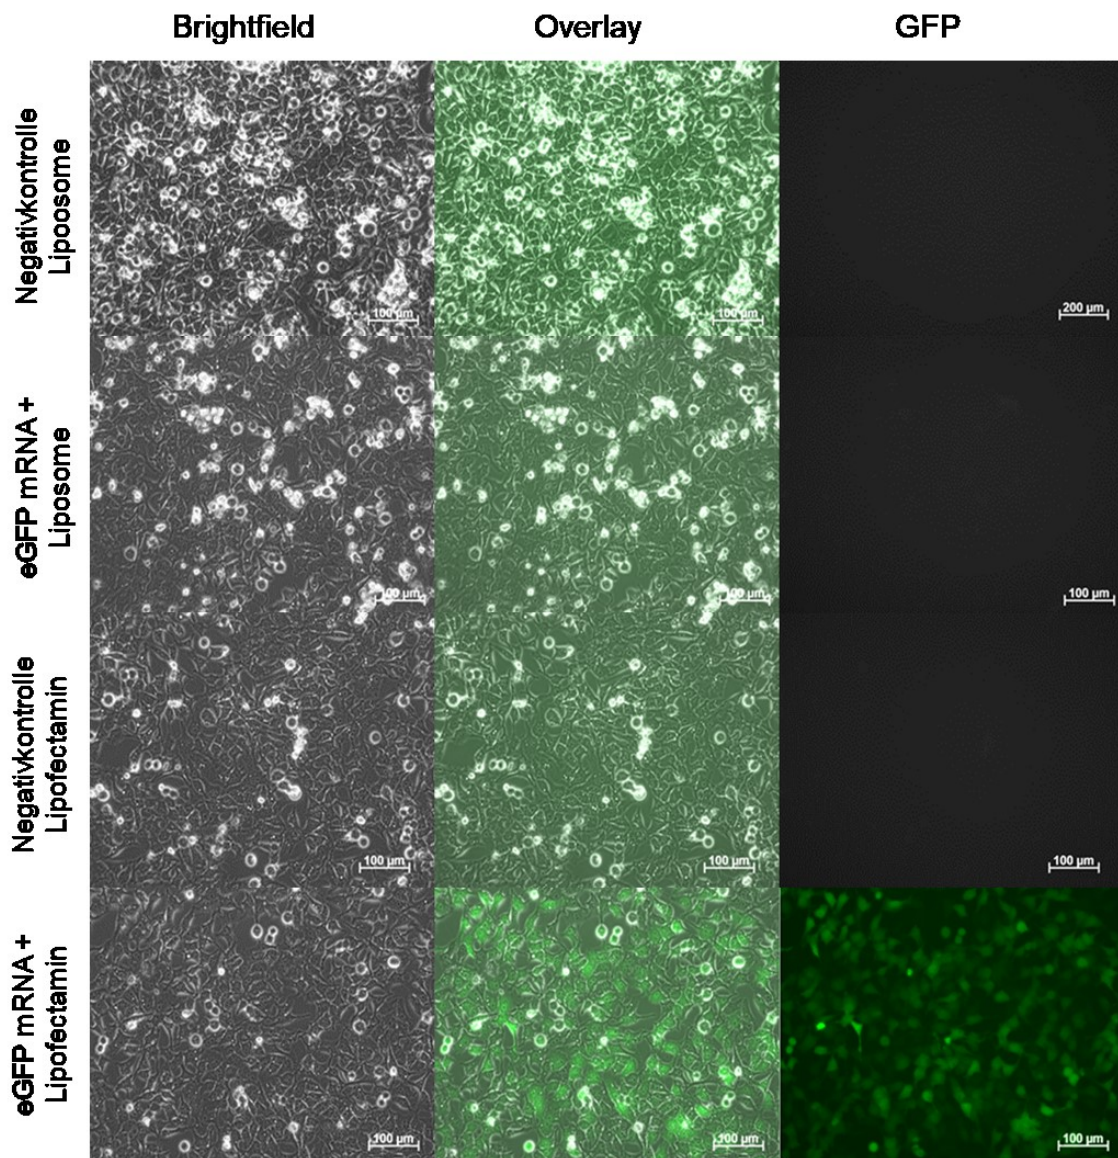 Brightfield
Overlay
GFP
Negativkontrolle
Lipoosome
100 µm
100 µm
200 µm
eGFP mRNA +
Liposome
100 µm
100 µm
100 µm
Negativkontrolle
Lipofectamin
100 µm
100 µm
100 µm
eGFP mRNA +
Lipofectamin
100 µm
100 µm
100 µm